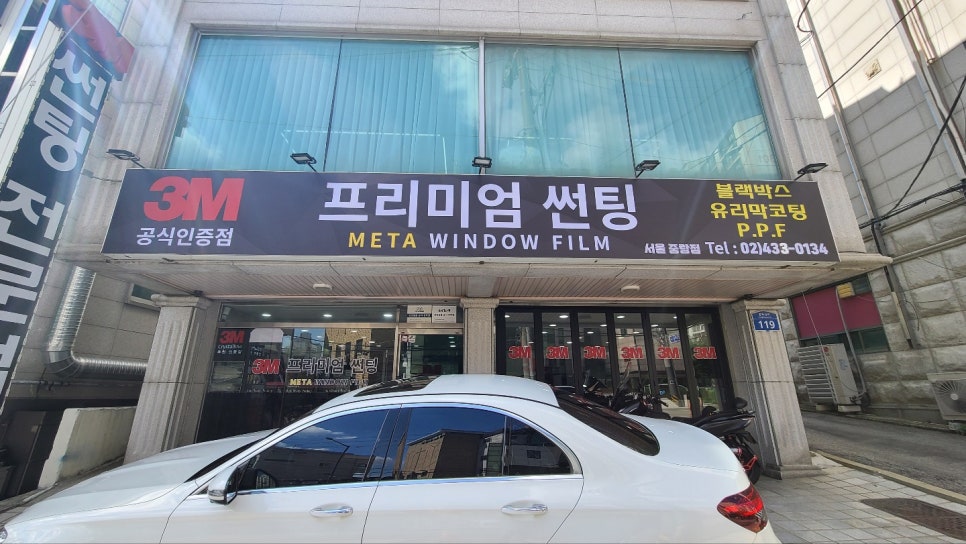 3M
썬팅 전문점
3M
공식인증점
프리미엄 썬팅
META WINDOW FILM
블랙박스
유리막코팅
P.P.F
서울 중랑점 Tel : 02)433-0134
119
3M
3M 프리미엄 썬팅
META WINDOW FILM
3M 3M 3M 3M 3M 3M